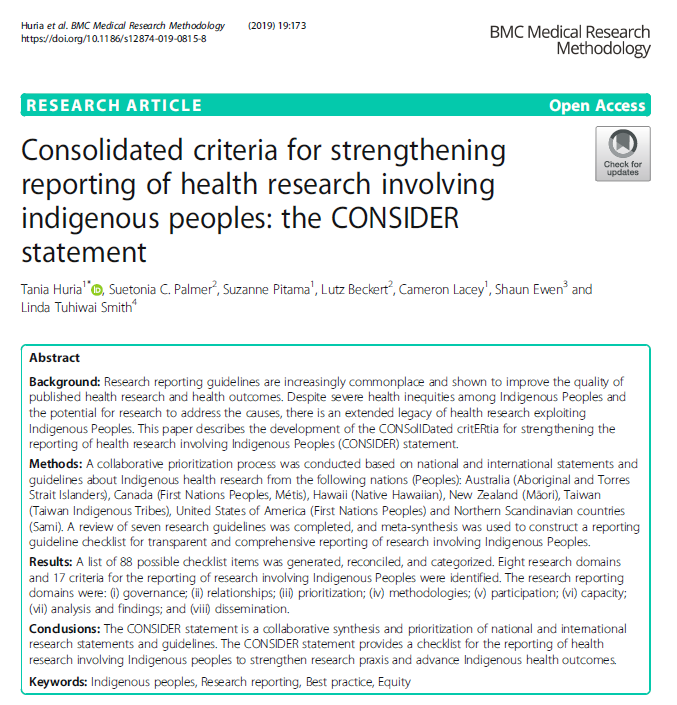 Huria et al. BMC Medical Research Methodology (2019) 19:173
https://doi.org/10.1186/s12874-019-0815-8
BMC Medical Research
Methodology
RESEARCH ARTICLE Open Access
Consolidated criteria for strengthening
reporting of health research involving
indigenous peoples: the CONSIDER
statement
Check for
updates
Tania Huria1* iD, Suetonia C. Palmer2, Suzanne Pitama1, Lutz Beckert2, Cameron Lacey1, Shaun Ewen3 and
Linda Tuhiwai Smith4
Abstract
Background: Research reporting guidelines are increasingly commonplace and shown to improve the quality of
published health research and health outcomes. Despite severe health inequities among Indigenous Peoples and
the potential for research to address the causes, there is an extended legacy of health research exploiting
Indigenous Peoples. This paper describes the development of the CONSolIDated critERtia for strengthening the
reporting of health research involving Indigenous Peoples (CONSIDER) statement.
Methods: A collaborative prioritization process was conducted based on national and international statements and
guidelines about Indigenous health research from the following nations (Peoples): Australia (Aboriginal and Torres
Strait Islanders), Canada (First Nations Peoples, Métis), Hawaii (Native Hawaiian), New Zealand (Māori), Taiwan
(Taiwan Indigenous Tribes), United States of America (First Nations Peoples) and Northern Scandinavian countries
(Sami). A review of seven research guidelines was completed, and meta-synthesis was used to construct a reporting
guideline checklist for transparent and comprehensive reporting of research involving Indigenous Peoples.
Results: A list of 88 possible checklist items was generated, reconciled, and categorized. Eight research domains
and 17 criteria for the reporting of research involving Indigenous Peoples were identified. The research reporting
domains were: (i) governance; (ii) relationships; (iii) prioritization; (iv) methodologies; (v) participation; (vi) capacity;
(vii) analysis and findings; and (viii) dissemination.
Conclusions: The CONSIDER statement is a collaborative synthesis and prioritization of national and international
research statements and guidelines. The CONSIDER statement provides a checklist for the reporting of health
research involving Indigenous peoples to strengthen research praxis and advance Indigenous health outcomes.
Keywords: Indigenous peoples, Research reporting, Best practice, Equity